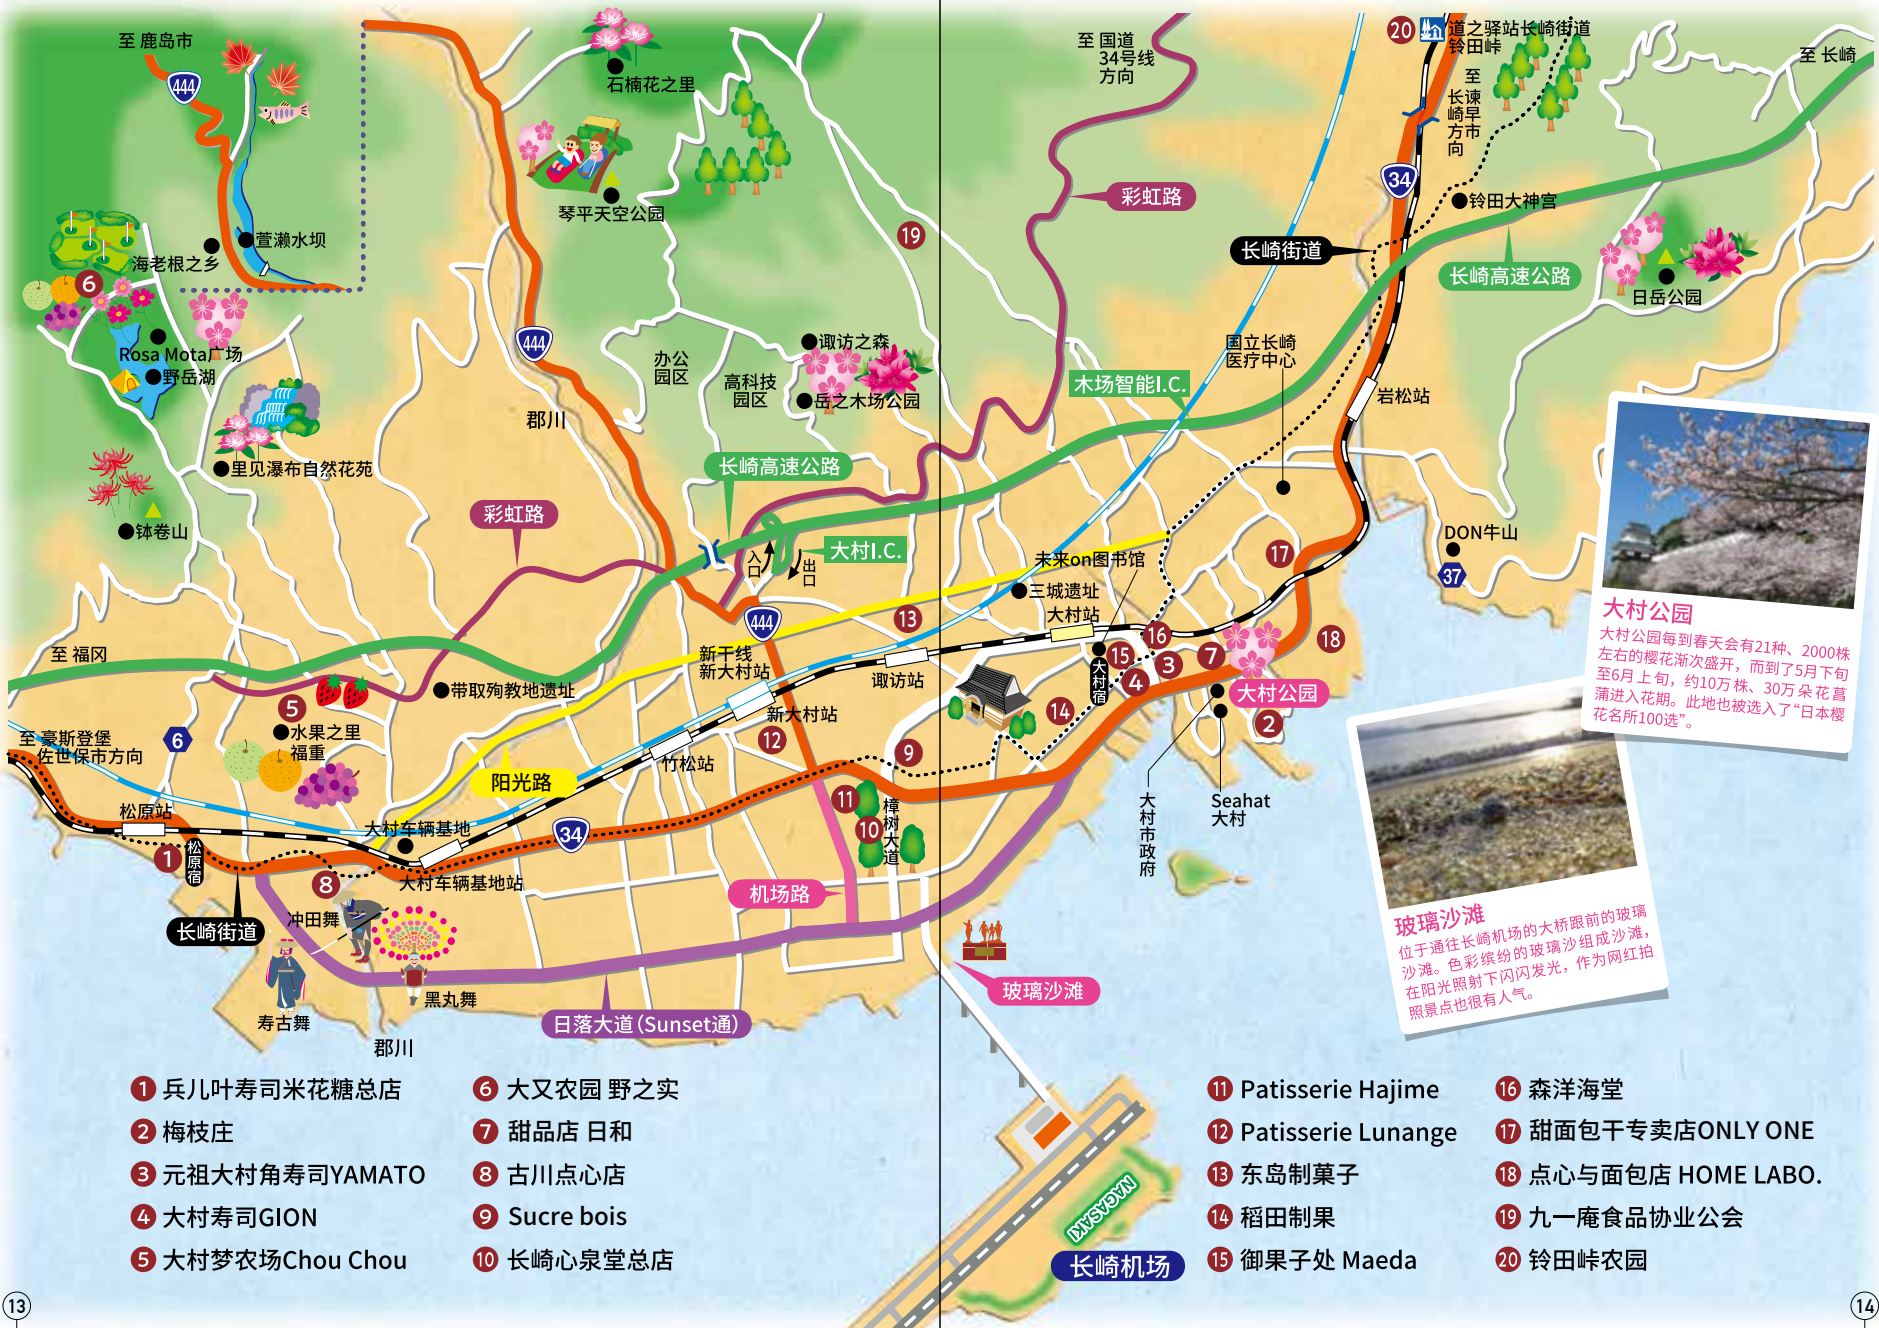 至 鹿岛市
444
石楠花之里
琴平天空公园
萱濑水坝
海老根之乡
6
Rosa Mota广场
野岳湖
里见瀑布自然花苑
钵卷山
444
郡川
办公
园区
高科技
园区
诹访之森
岳之木场公园
19
至 国道
34号线
方向
彩虹路
20
道之驿站长崎街道
铃田峠
至
谏早市
长崎方向
34
至 长崎
铃田大神宫
长崎街道
长崎高速公路
日岳公园
国立长崎
医疗中心
木场智能I.C.
岩松站
长崎高速公路
彩虹路
入口
出口
大村I.C.
未来on图书馆
三城遗址
大村站
17
DON牛山
37
444
13
16
18
至 福冈
新干线
新大村站
诹访站
15
大村宿
3
7
4
大村公园
2
带取殉教地遗址
5
水果之里
福重
新大村站
12
14
9
至 豪斯登堡
佐世保市方向
6
阳光路
竹松站
松原站
大村车辆基地
34
11
10
樟树大道
大村市政府
Seahat
大村
1
松原宿
8
大村车辆基地站
机场路
长崎街道
冲田舞
黑丸舞
寿古舞
郡川
日落大道(Sunset通)
玻璃沙滩
大村公园
大村公园每到春天会有21种、2000株
左右的樱花渐次盛开，而到了5月下旬
至6月上旬，约10万株、30万朵花菖
蒲进入花期。此地也被选入了“日本樱
花名所100选”。
玻璃沙滩
位于通往长崎机场的大桥跟前的玻璃
沙滩。色彩缤纷的玻璃沙组成沙滩，
在阳光照射下闪闪发光，作为网红拍
照景点也很有人气。
1 兵儿叶寿司米花糖总店
2 梅枝庄
3 元祖大村角寿司YAMATO
4 大村寿司GION
5 大村梦农场Chou Chou
6 大又农园 野之实
7 甜品店 日和
8 古川点心店
9 Sucre bois
10 长崎心泉堂总店
NAGASAKI
长崎机场
11 Patisserie Hajime
12 Patisserie Lunange
13 东岛制菓子
14 稻田制果
15 御果子处 Maeda
16 森洋海堂
17 甜面包干专卖店ONLY ONE
18 点心与面包店 HOME LABO.
19 九一庵食品协业公会
20 铃田峠农园
13
14